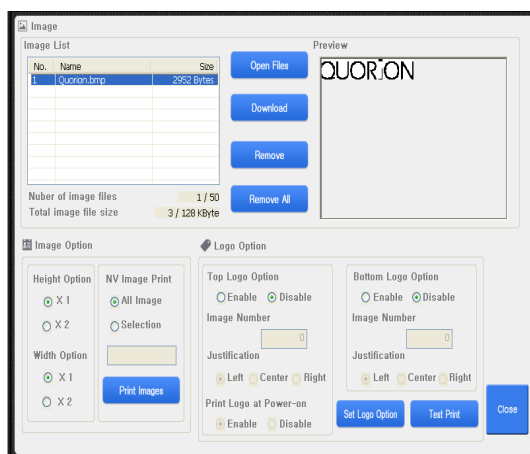 Image
Image List
Preview
No. Name Size
1 Quorion.bmp 2952 Bytes
Open Files
Download
Remove
Remove All
QUORiON
Nuber of image files 1 / 50
Total image file size 3 / 128 KByte
Image Option
Height Option
X 1
X 2
Width Option
X 1
X 2
NV Image Print
All Image
Selection
Print Images
Logo Option
Top Logo Option
Enable Disable
Image Number
0
Justification
Left Center Right
Print Logo at Power-on
Enable Disable
Bottom Logo Option
Enable Disable
Image Number
0
Justification
Left Center Right
Set Logo Option
Test Print
Close